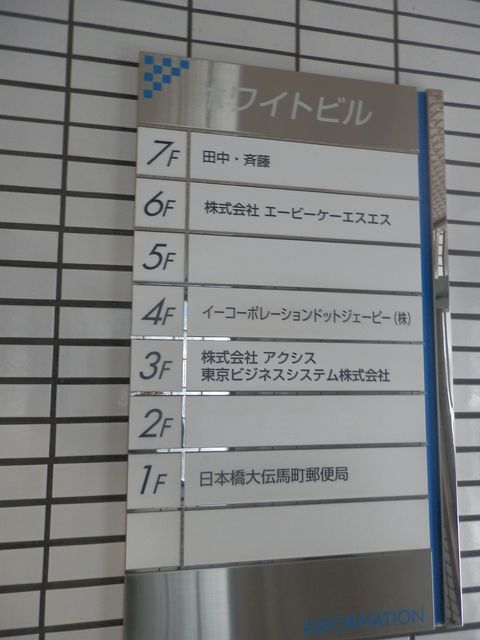 ホワイトビル
7F 田中・斉藤
6F 株式会社 エービーケーエスエス
5F
4F イーコーポレーションドットジェーピー(株)
3F 株式会社 アクシス
東京ビジネスシステム株式会社
2F
1F 日本橋大伝馬町郵便局
INFORMATION